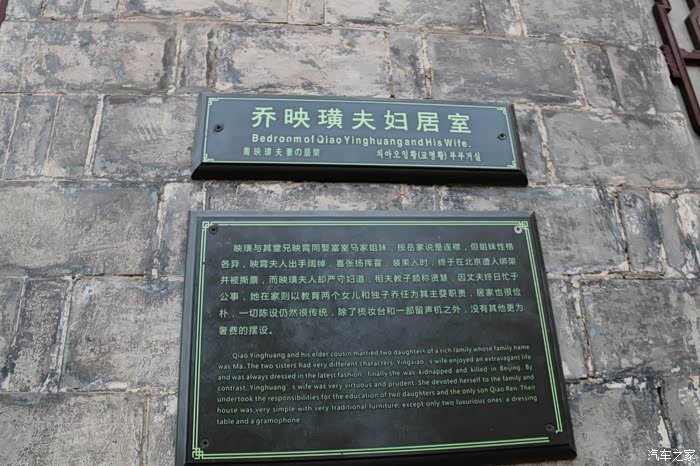 乔映璜夫妇居室
Bedroom of Qiao Yinghuang and His Wife.
喬映璜夫妻の居間 치아오잉황(교영황) 부부거실
映璜与其堂兄映霄同娶富室马家姐妹,按岳家说是连襟,但姐妹性格
各异,映霄夫人出手阔绰,喜张扬挥霍,装束入时,终于在北京遭人绑架
并被撕票,而映璜夫人却严守妇道,相夫教子颇称贤慧,因丈夫终日忙于
公事,她在家则以教育两个女儿和独子乔任为其主要职责,居家也很俭
朴,一切陈设仍然很传统,除了梳妆台和一部留声机之外,没有其他更为
奢费的摆设。
Qiao Yinghuang and his elder cousin married two daughters of a rich family whose family name
was Ma. The two sisters had very different characters. Yingxiao's wife enjoyed an extravagant life
and was always dressed in the latest fashion, finally she was kidnapped and killed in Beijing. By
contrast, Yinghuang's wife was very virtuous and prudent. She devoted herself to the family and
undertook the responsibilities for the education of two daughters and the only son Qiao Ren. Their
house was very simple with very traditional furniture, except only two luxurious ones: a dressing
table and a gramophone
汽车之家